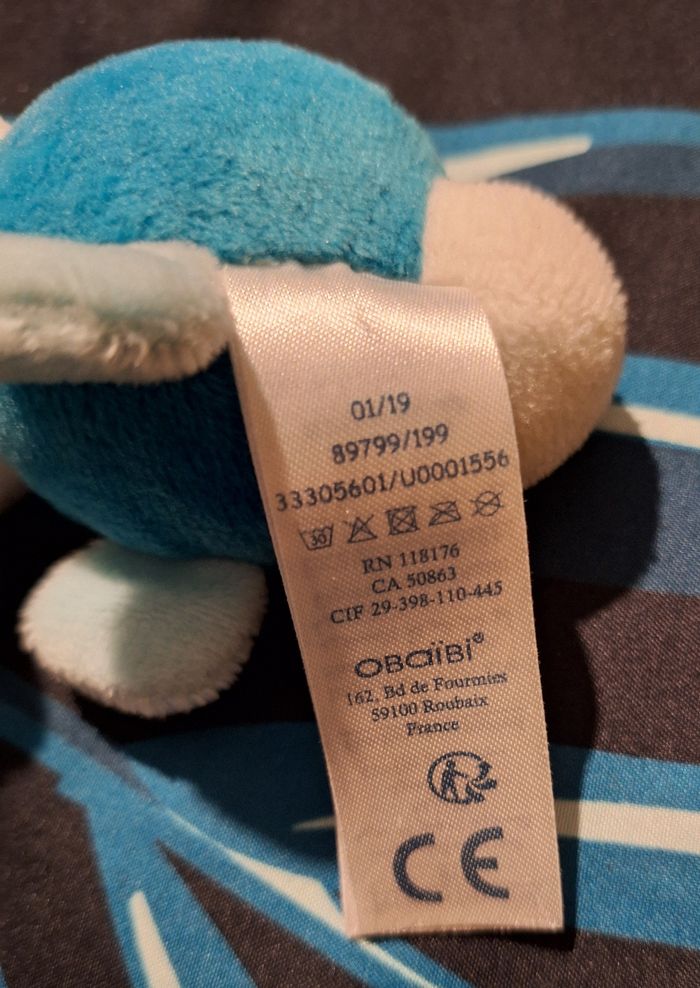 01/19
89799/199
33305601/U0001556
30
RN 118176
CA 50863
CIF 29-398-110-445
OBaïBi®
162, Bd de Fourmies
59100 Roubaix
France
CE